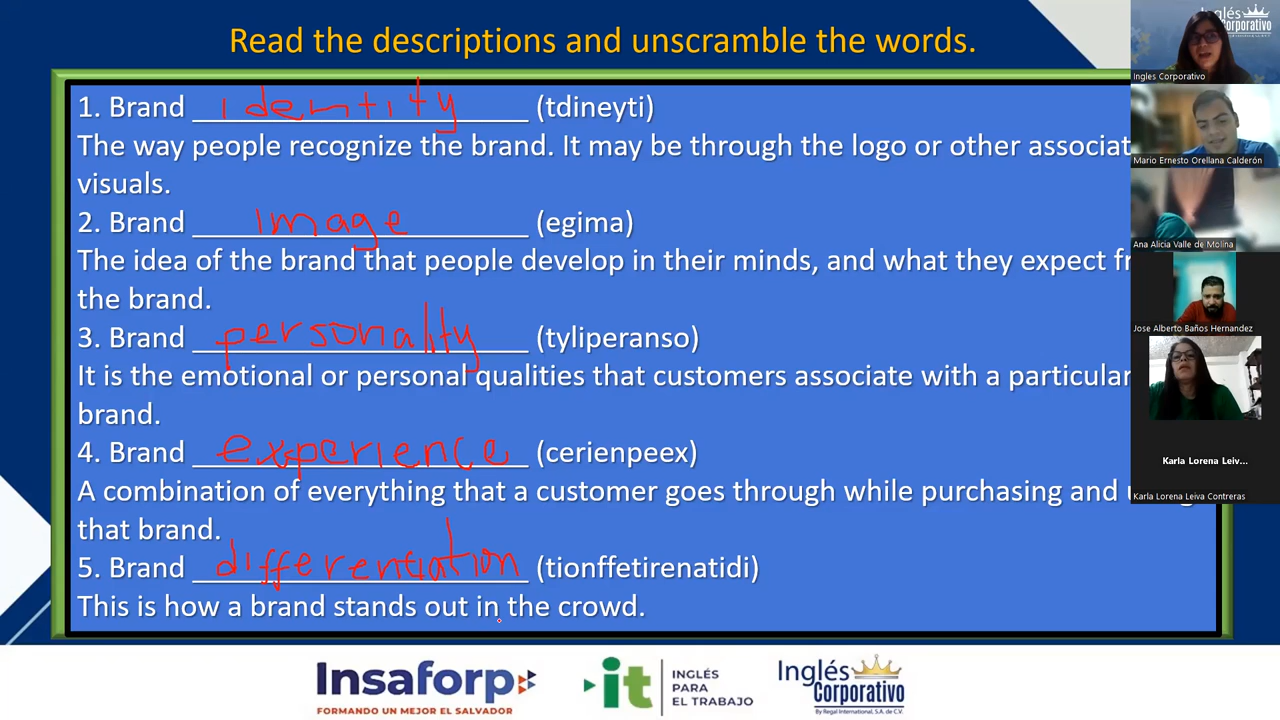 Read the descriptions and unscramble the words.
1. Brand identity (tdineyti)
The way people recognize the brand. It may be through the logo or other associat
visuals.
2. Brand image (egima)
The idea of the brand that people develop in their minds, and what they expect fr
the brand.
3. Brand personality (tyliperanso)
It is the emotional or personal qualities that customers associate with a particular
brand.
4. Brand experience (cerienpeex)
A combination of everything that a customer goes through while purchasing and u g
that brand.
5. Brand differentiation (tionffetirenatidi)
This is how a brand stands out in the crowd.
Inglés
Corporativo
Ingles Corporativo
Mario Ernesto Orellana Calderón
Ana Alicia Valle de Molina
Jose Alberto Baños Hernandez
Karla Lorena Leiv...
Karla Lorena Leiva Contreras
Insaforp
FORMANDO UN MEJOR EL SALVADOR
it
INGLÉS
PARA
EL TRABAJO
Inglés
Corporativo
By Regal International, S.A. de C.V.